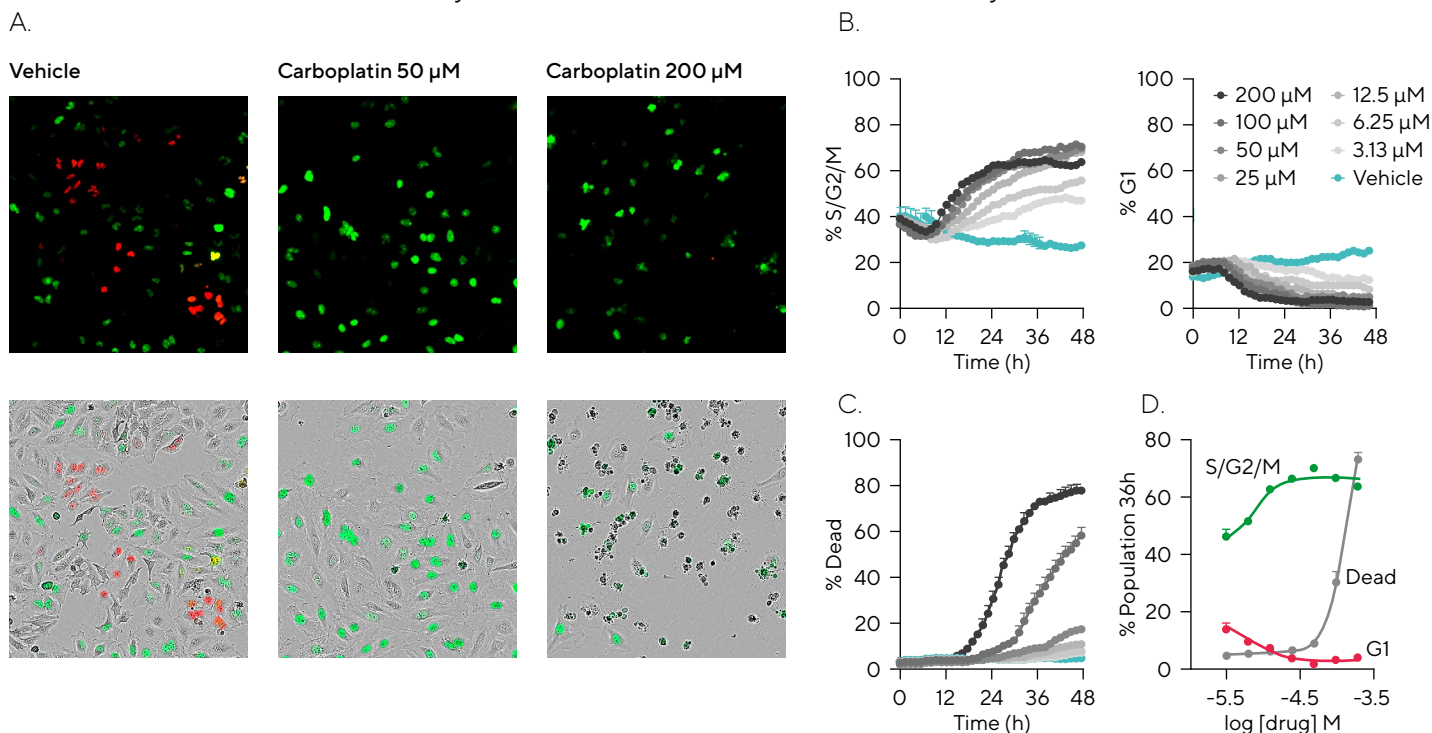 A.
Vehicle
Carboplatin 50 µM
Carboplatin 200 µM
B.
% S/G2/M
100
80
60
40
20
0
0 12 24 36 48
Time (h)
% G1
100
80
60
40
20
0
200 µM
100 µM
50 µM
25 µM
12.5 µM
6.25 µM
3.13 µM
Vehicle
0 12 24 36 48
Time (h)
C.
% Dead
100
80
60
40
20
0
0 12 24 36 48
Time (h)
D.
% Population 36h
80
60
40
20
0
S/G2/M
Dead
G1
-5.5 -4.5 -3.5
log [drug] M